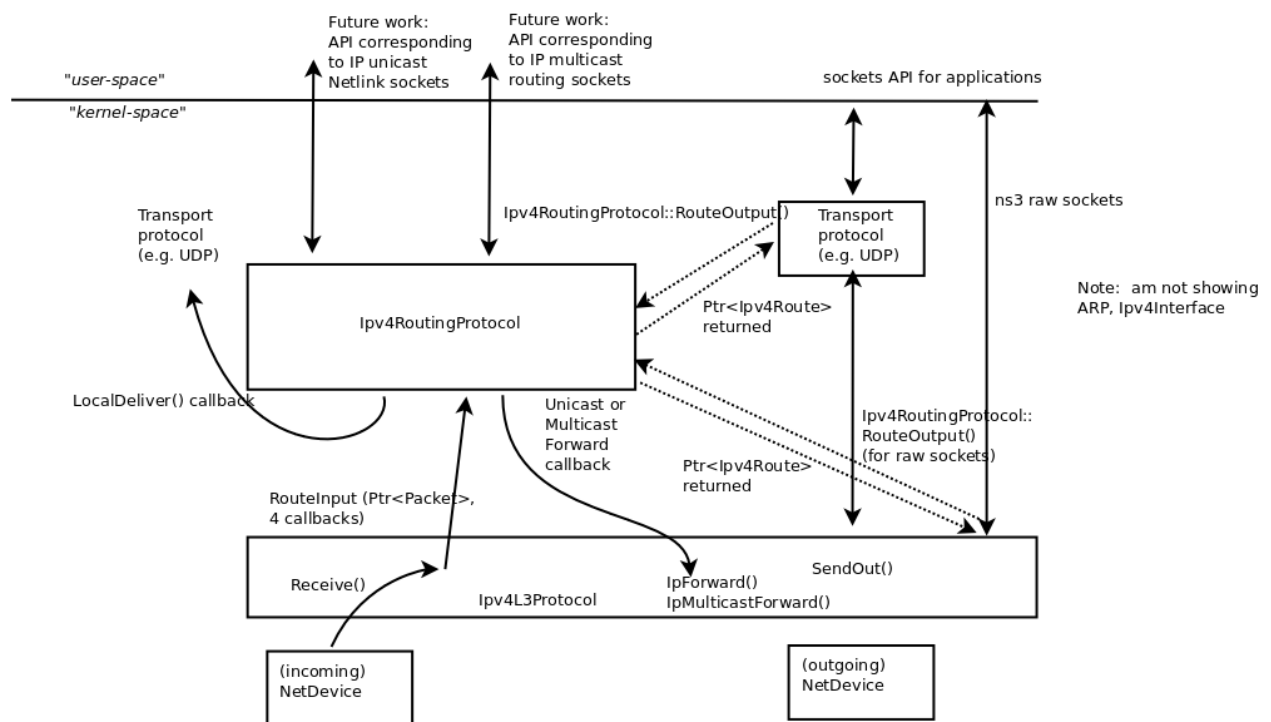 Future work:
API corresponding
to IP unicast
Netlink sockets
Future work:
API corresponding
to IP multicast
routing sockets
"user-space"
sockets API for applications
"kernel-space"
Transport
protocol
(e.g. UDP)
Ipv4RoutingProtocol::RouteOutput()
Transport
protocol
(e.g. UDP)
ns3 raw sockets
Note: am not showing
ARP, Ipv4Interface
Ipv4RoutingProtocol
Ptr<Ipv4Route>
returned
LocalDeliver() callback
Unicast or
Multicast
Forward
callback
Ipv4RoutingProtocol::
RouteOutput()
(for raw sockets)
Ptr<Ipv4Route>
returned
RouteInput (Ptr<Packet>,
4 callbacks)
Receive()
Ipv4L3Protocol
IpForward()
IpMulticastForward()
SendOut()
(incoming)
NetDevice
(outgoing)
NetDevice